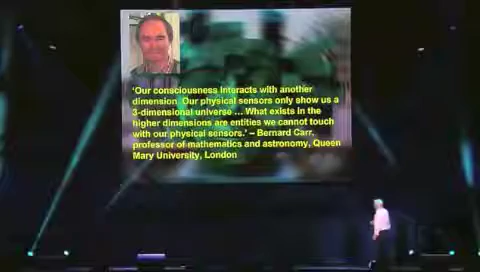 ‘Our consciousness interacts with another
dimension. Our physical sensors only show us a
3-dimensional universe ... What exists in the
higher dimensions are entities we cannot touch
with our physical sensors.’ – Bernard Carr,
professor of mathematics and astronomy, Queen
Mary University, London